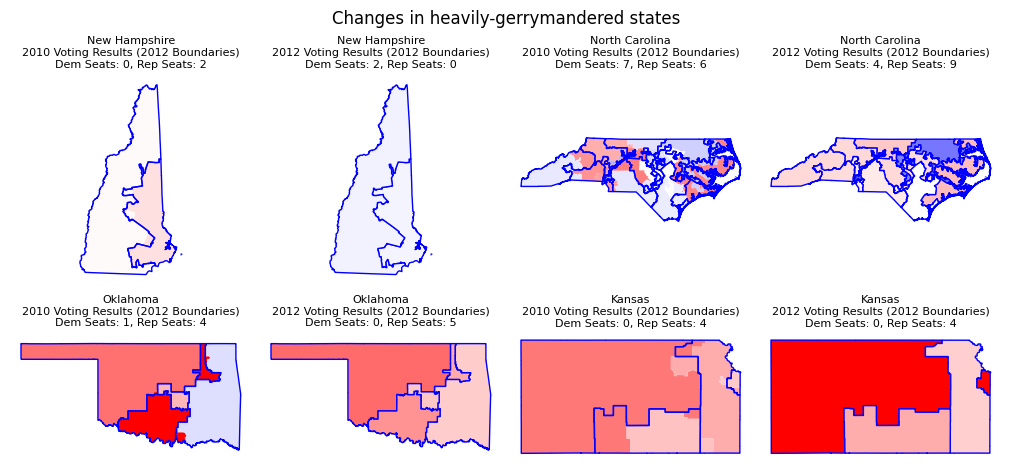 Changes in heavily-gerrymandered states
New Hampshire
2010 Voting Results (2012 Boundaries)
Dem Seats: 0, Rep Seats: 2
New Hampshire
2012 Voting Results (2012 Boundaries)
Dem Seats: 2, Rep Seats: 0
North Carolina
2010 Voting Results (2012 Boundaries)
Dem Seats: 7, Rep Seats: 6
North Carolina
2012 Voting Results (2012 Boundaries)
Dem Seats: 4, Rep Seats: 9
Oklahoma
2010 Voting Results (2012 Boundaries)
Dem Seats: 1, Rep Seats: 4
Oklahoma
2012 Voting Results (2012 Boundaries)
Dem Seats: 0, Rep Seats: 5
Kansas
2010 Voting Results (2012 Boundaries)
Dem Seats: 0, Rep Seats: 4
Kansas
2012 Voting Results (2012 Boundaries)
Dem Seats: 0, Rep Seats: 4